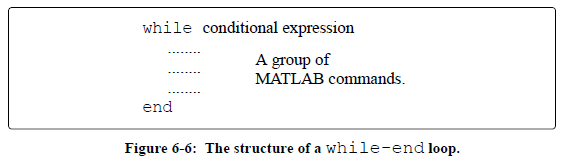 while conditional expression
........
A group of
........
MATLAB commands.
........
end
Figure 6-6: The structure of a while-end loop.